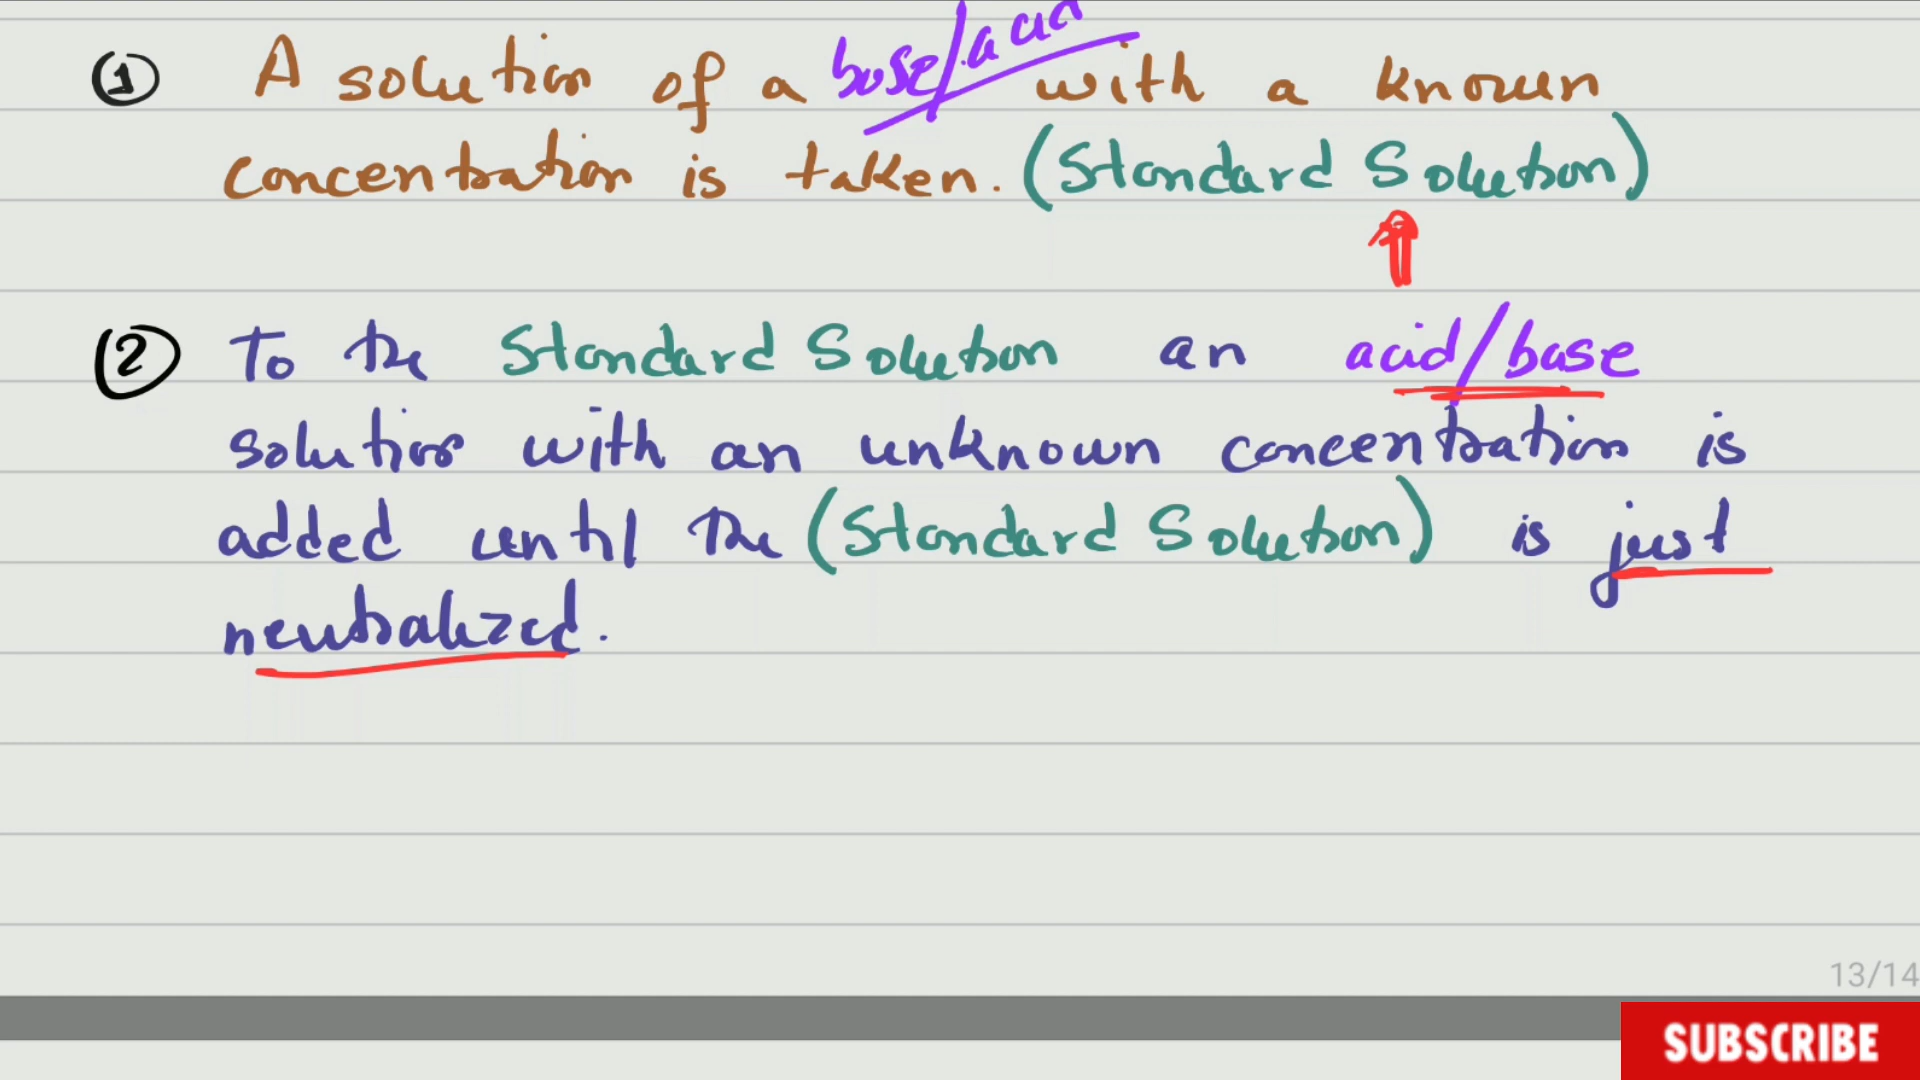 ① A solution of a base/acid with a known
concentration is taken. (Standard Solution)
② To the Standard Solution an acid/base
solution with an unknown concentration is
added until the (Standard Solution) is just
neutralized.
13/14
SUBSCRIBE